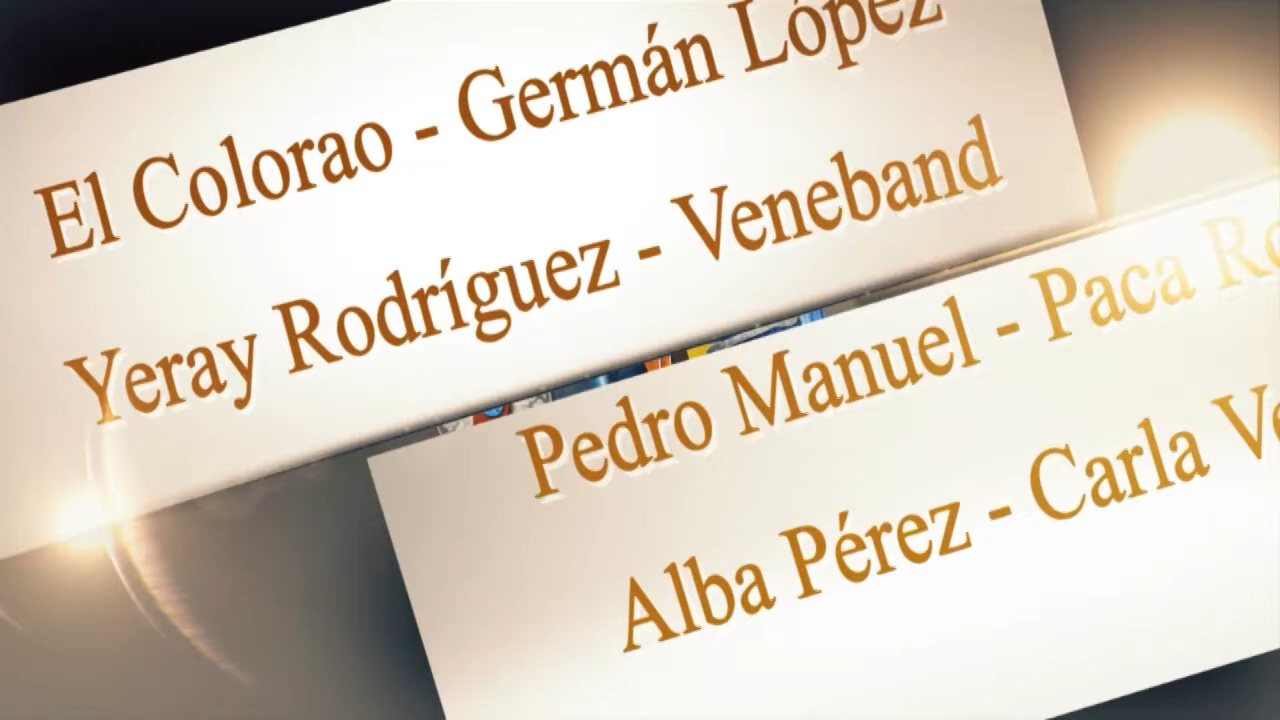 El Colorao - Germán López
Yeray Rodríguez - Veneband
Pedro Manuel - Paca
Alba Pérez - Carla